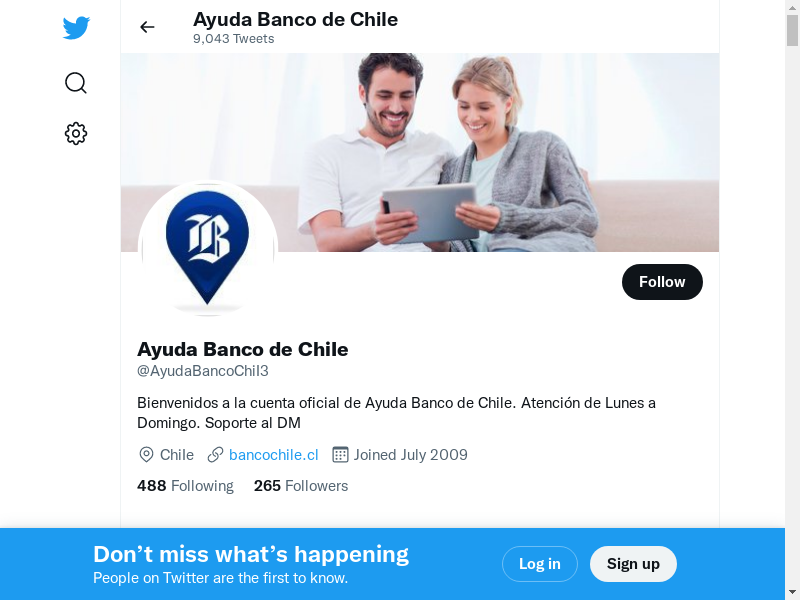 Ayuda Banco de Chile
9,043 Tweets
B
Follow
Ayuda Banco de Chile
@AyudaBancoChil3
Bienvenidos a la cuenta oficial de Ayuda Banco de Chile. Atención de Lunes a
Domingo. Soporte al DM
Chile bancochile.cl Joined July 2009
488 Following 265 Followers
Don’t miss what’s happening
People on Twitter are the first to know.
Log in
Sign up